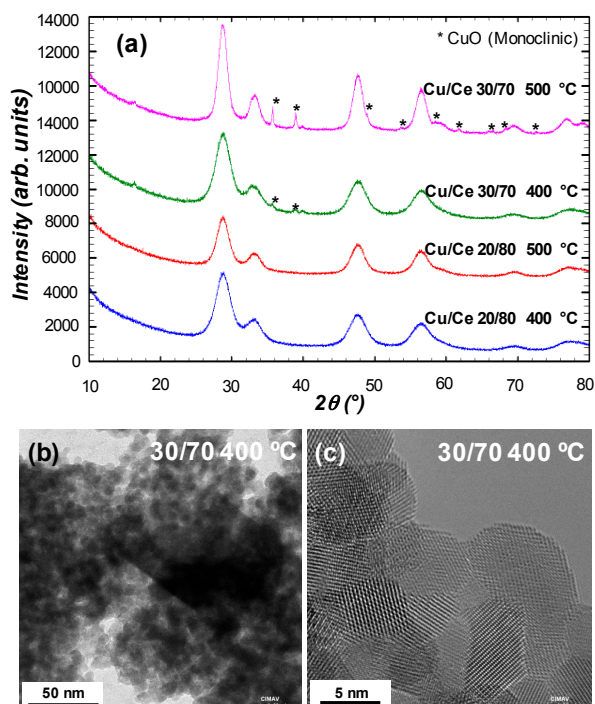 (a)
* CuO (Monoclinic)
Intensity (arb. units)
14000
12000
14000
12000
10000
8000
6000
4000
2000
0
Cu/Ce 30/70 500 °C
* * * * * * * * *
Cu/Ce 30/70 400 °C
* *
Cu/Ce 20/80 500 °C
Cu/Ce 20/80 400 °C
10 20 30 40 50 60 70 80
2θ (°)
(b) 30/70 400 ºC
50 nm
CIMAV
(c) 30/70 400 ºC
5 nm
CIMAV